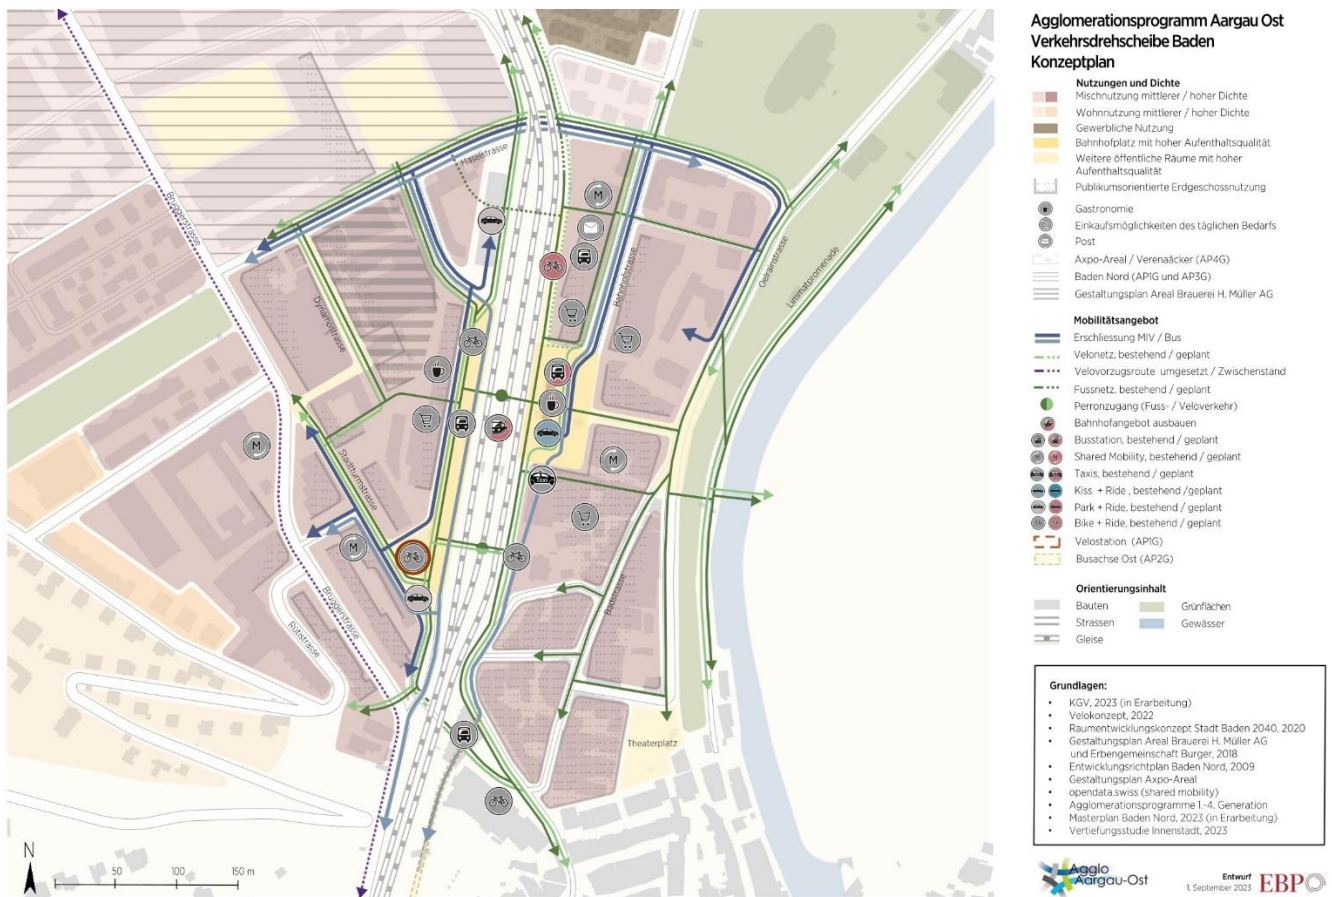 Agglomerationsprogramm Aargau Ost
Verkehrsdrehscheibe Baden
Konzeptplan
Nutzungen und Dichte
Mischnutzung mittlerer / hoher Dichte
Wohnnutzung mittlerer / hoher Dichte
Gewerbliche Nutzung
Bahnhofplatz mit hoher Aufenthaltsqualität
Weitere öffentliche Räume mit hoher
Aufenthaltsqualität
Publikumsorientierte Erdgeschossnutzung
Gastronomie
Einkaufsmöglichkeiten des täglichen Bedarfs
Post
Axpo-Areal / Verenaäcker (AP4G)
Baden Nord (AP1G und AP3G)
Gestaltungsplan Areal Brauerei H. Müller AG
Mobilitätsangebot
Erschliessung MIV / Bus
Velonetz, bestehend / geplant
Velovorzugsroute umgesetzt / Zwischenstand
Fussnetz, bestehend / geplant
Perronzugang (Fuss- / Veloverkehr)
Bahnhofangebot ausbauen
Busstation, bestehend / geplant
Shared Mobility, bestehend / geplant
Taxis, bestehend / geplant
Kiss + Ride , bestehend /geplant
Park + Ride, bestehend / geplant
Bike + Ride, bestehend / geplant
Velostation (AP1G)
Busachse Ost (AP2G)
Orientierungsinhalt
Bauten
Grünflächen
Strassen
Gewässer
Gleise
Grundlagen:
• KGV, 2023 (in Erarbeitung)
• Velokonzept, 2022
• Raumentwicklungskonzept Stadt Baden 2040, 2020
• Gestaltungsplan Areal Brauerei H. Müller AG
und Erbengemeinschaft Burger, 2018
• Entwicklungsrichtplan Baden Nord, 2009
• Gestaltungsplan Axpo-Areal
• opendata.swiss (shared mobility)
• Agglomerationsprogramme 1.-4. Generation
• Masterplan Baden Nord, 2023 (in Erarbeitung)
• Vertiefungsstudie Innenstadt, 2023
Agglo
Aargau-Ost
Entwurf
1. September 2023
EBP
Haselstrasse
Bruggerstrasse
Dynamostrasse
Bahnhofstrasse
Oelrainstrasse
Limmatpromenade
Stadtturmstrasse
Bruggerstrasse
Rütistrasse
Badstrasse
Theaterplatz
M
M
M
M
Taxi
N
50
100
150 m